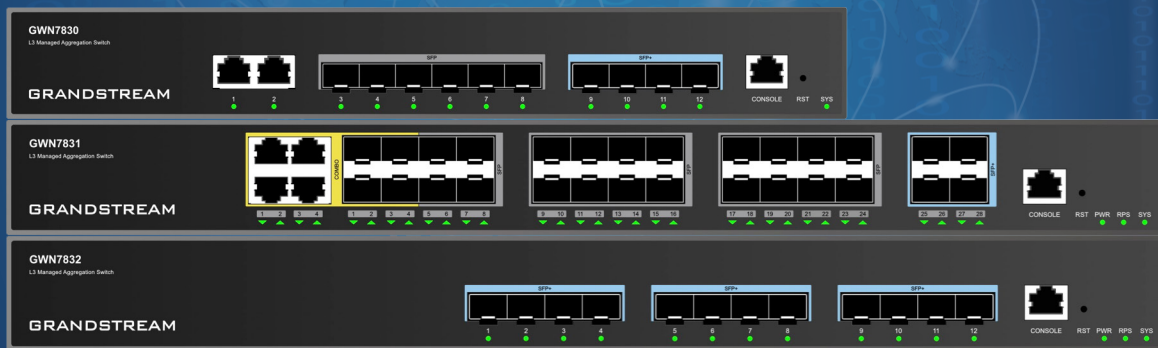 GWN7830
L3 Managed Aggregation Switch
SFP
SFP+
GRANDSTREAM
1 2 3 4 5 6 7 8 9 10 11 12 CONSOLE RST SYS
GWN7831
L3 Managed Aggregation Switch
COMBO
SFP
SFP
SFP
SFP+
GRANDSTREAM
1 2 3 4 1 2 3 4 5 6 7 8 9 10 11 12 13 14 15 16 17 18 19 20 21 22 23 24 25 26 27 28 CONSOLE RST PWR RPS SYS
GWN7832
L3 Managed Aggregation Switch
SFP+
SFP+
SFP+
GRANDSTREAM
1 2 3 4 5 6 7 8 9 10 11 12 CONSOLE RST PWR RPS SYS